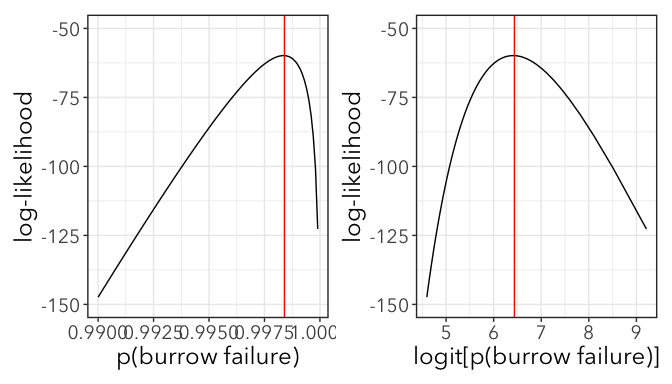 log-likelihood
-50
-75
-100
-125
-150
0.9900 0.9925 0.9950 0.9975 1.000
p(burrow failure)
log-likelihood
-50
-75
-100
-125
-150
5 6 7 8 9
logit[p(burrow failure)]